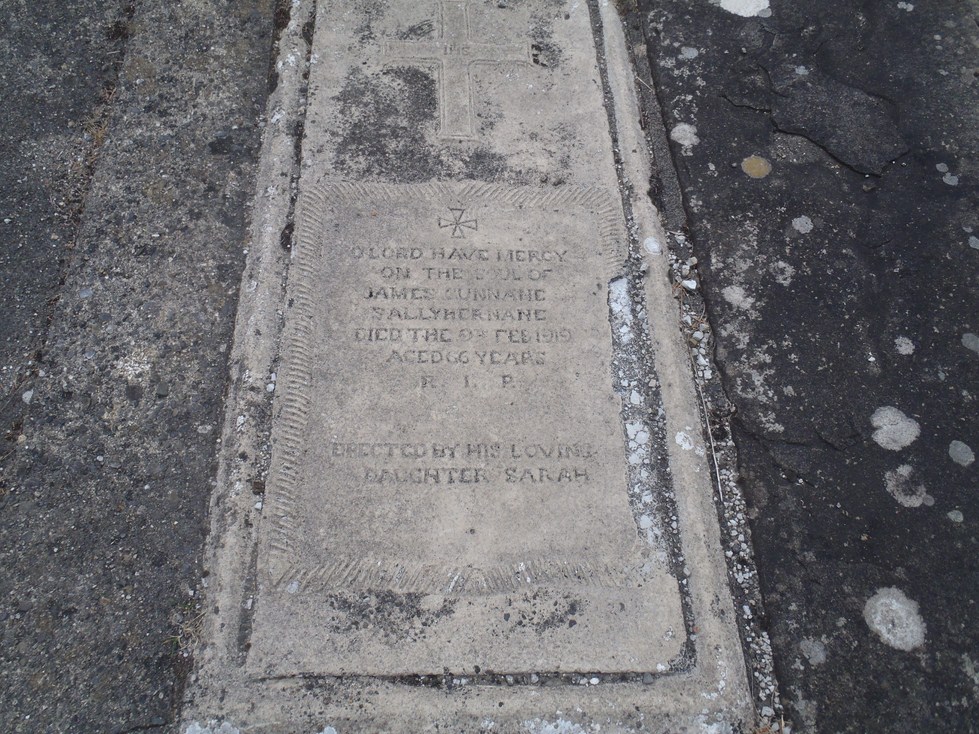 IHS
O LORD HAVE MERCY
ON THE SOUL OF
JAMES CUNNANE
BALLYHERNANE
DIED THE 9TH FEB 1919
AGED 66 YEARS
R. I. P.
ERECTED BY HIS LOVING
DAUGHTER SARAH